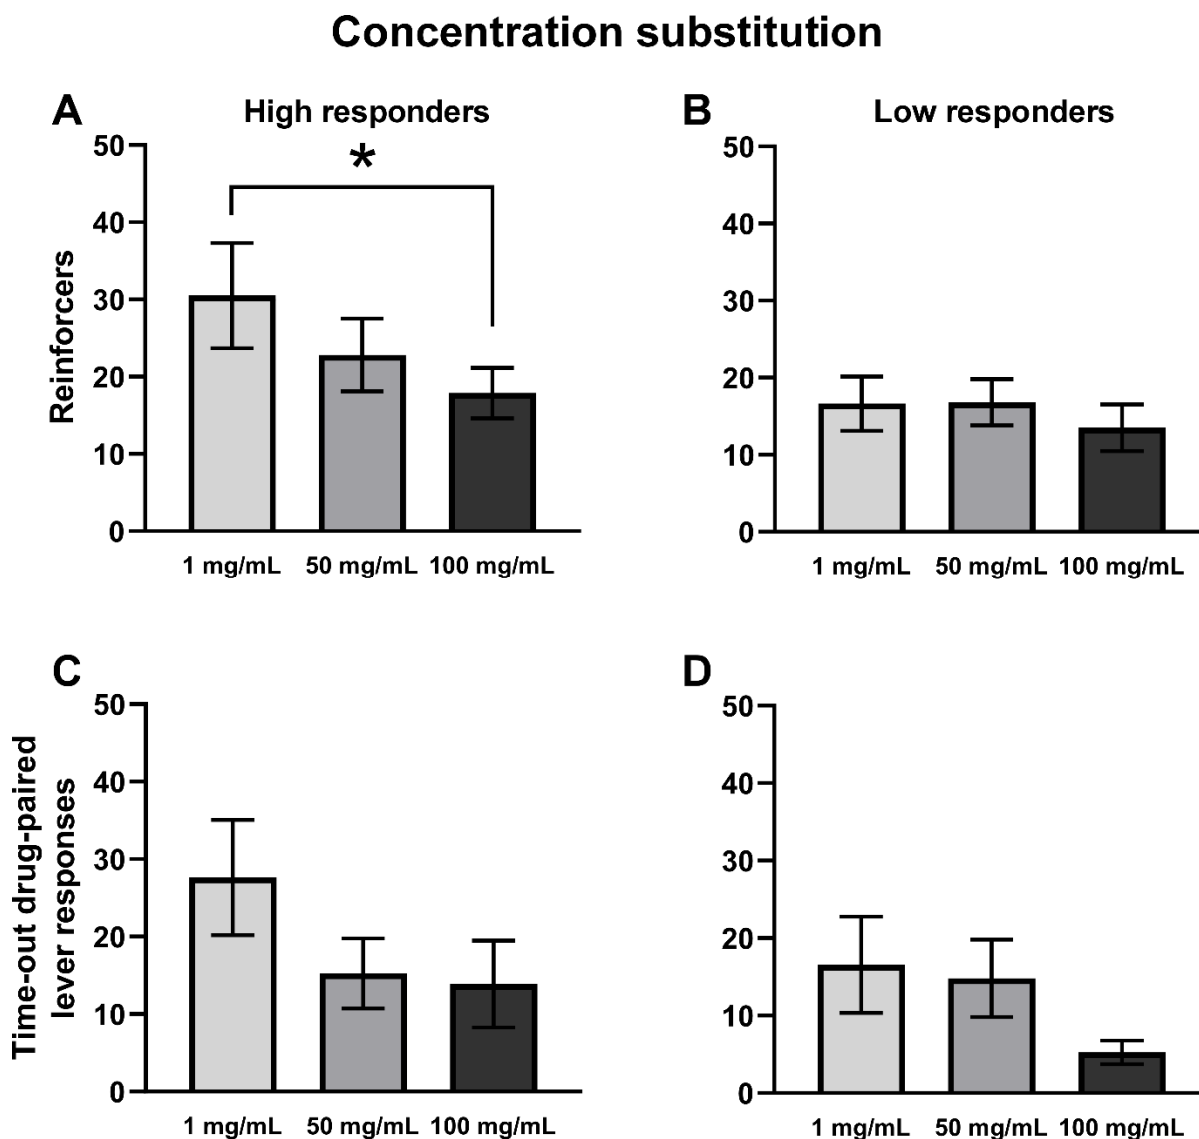 Concentration substitution
A
High responders
50
40
30
20
10
0
Reinforcers
*
1 mg/mL
50 mg/mL
100 mg/mL
B
Low responders
50
40
30
20
10
0
1 mg/mL
50 mg/mL
100 mg/mL
C
50
40
30
20
10
0
Time-out drug-paired
lever responses
1 mg/mL
50 mg/mL
100 mg/mL
D
50
40
30
20
10
0
1 mg/mL
50 mg/mL
100 mg/mL